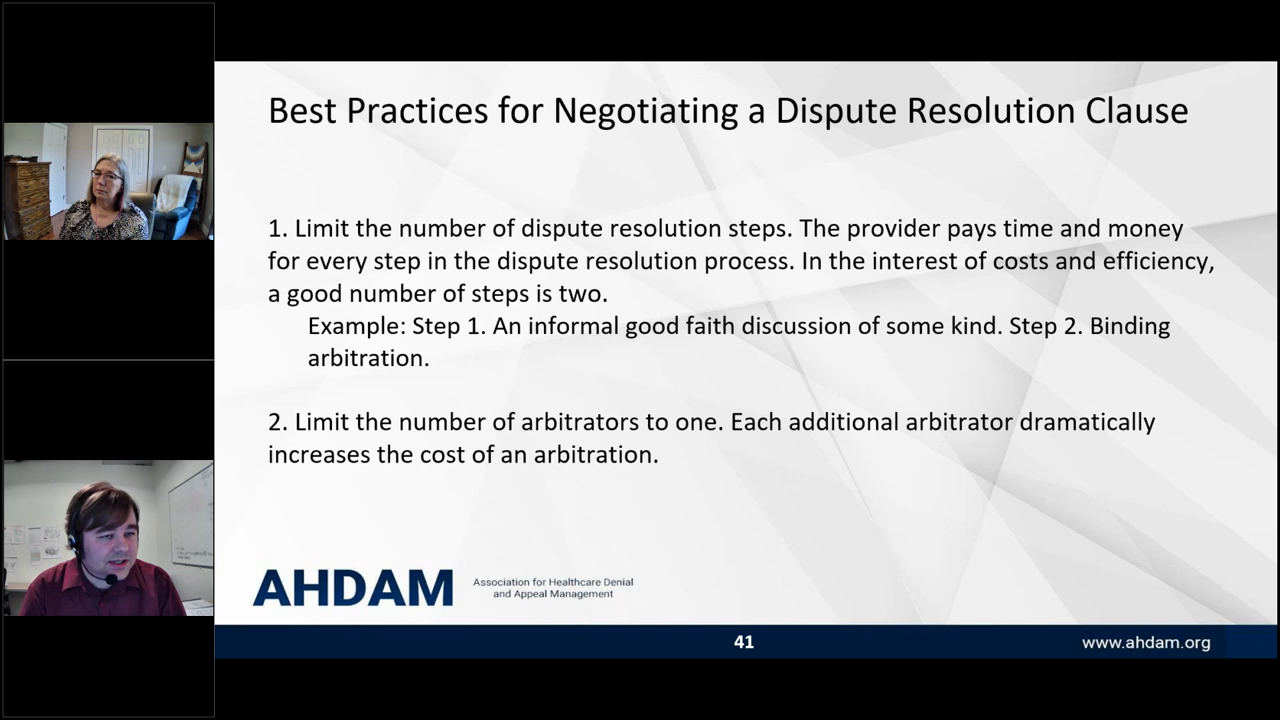 Best Practices for Negotiating a Dispute Resolution Clause
1. Limit the number of dispute resolution steps. The provider pays time and money
for every step in the dispute resolution process. In the interest of costs and efficiency,
a good number of steps is two.
Example: Step 1. An informal good faith discussion of some kind. Step 2. Binding
arbitration.
2. Limit the number of arbitrators to one. Each additional arbitrator dramatically
increases the cost of an arbitration.
AHDAM
Association for Healthcare Denial
and Appeal Management
41
www.ahdam.org